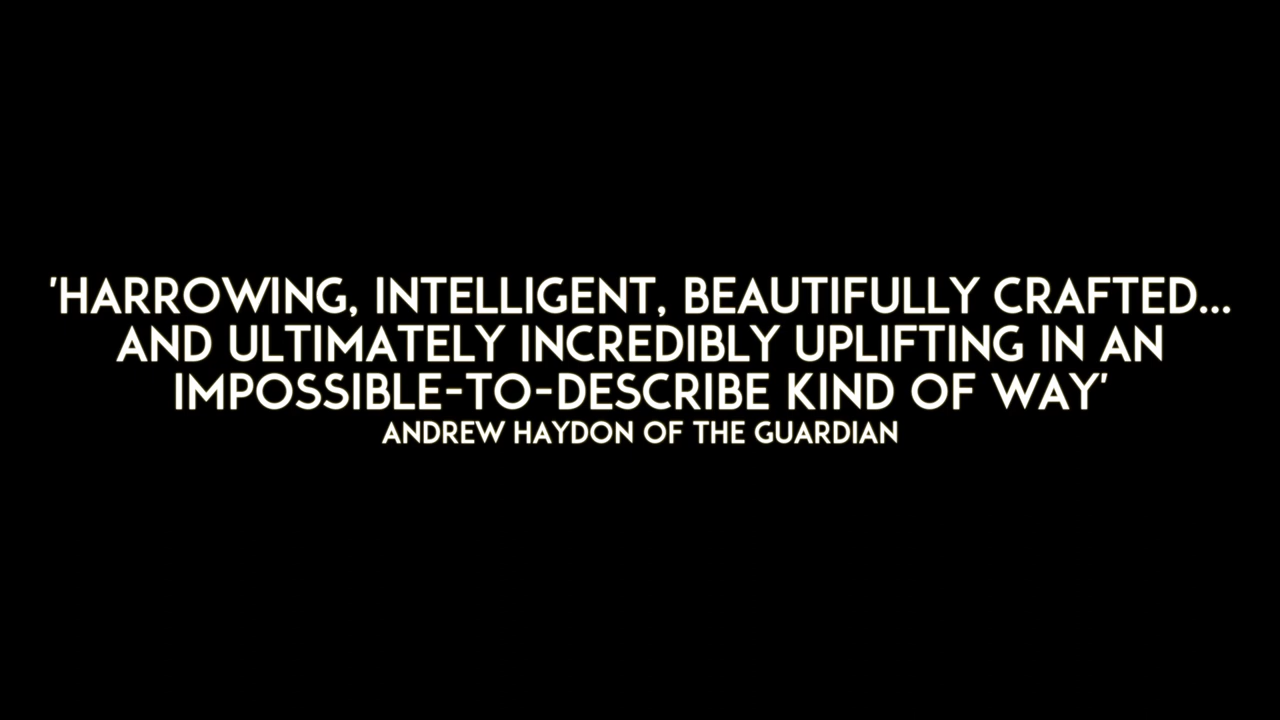 'HARROWING, INTELLIGENT, BEAUTIFULLY CRAFTED...
AND ULTIMATELY INCREDIBLY UPLIFTING IN AN
IMPOSSIBLE-TO-DESCRIBE KIND OF WAY'
ANDREW HAYDON OF THE GUARDIAN